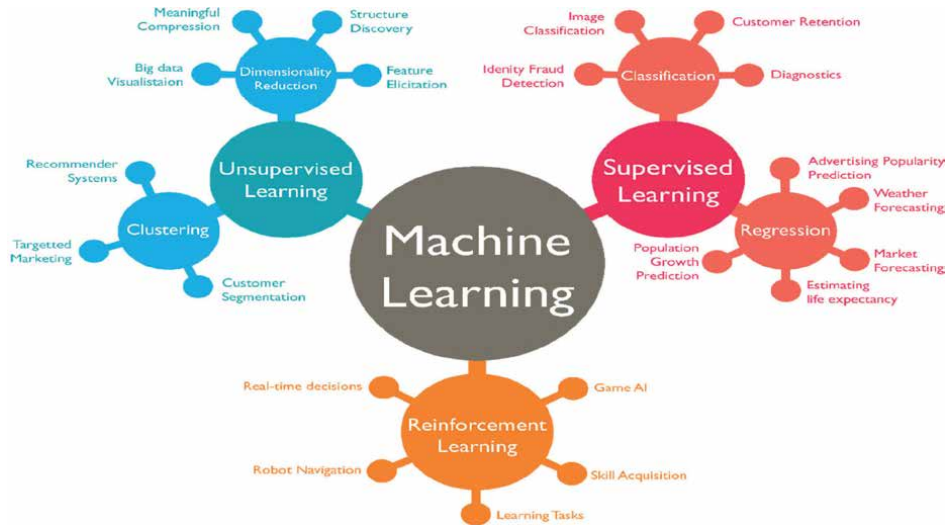 Meaningful
Compression
Structure
Discovery
Big data
Visualistaion
Dimensionality
Reduction
Feature
Elicitation
Unsupervised
Learning
Recommender
Systems
Clustering
Targetted
Marketing
Customer
Segmentation
Machine
Learning
Image
Classification
Customer Retention
Idenity Fraud
Detection
Classification
Diagnostics
Supervised
Learning
Advertising Popularity
Prediction
Weather
Forecasting
Regression
Population
Growth
Prediction
Market
Forecasting
Estimating
life expectancy
Real-time decisions
Game AI
Reinforcement
Learning
Robot Navigation
Skill Acquisition
Learning Tasks